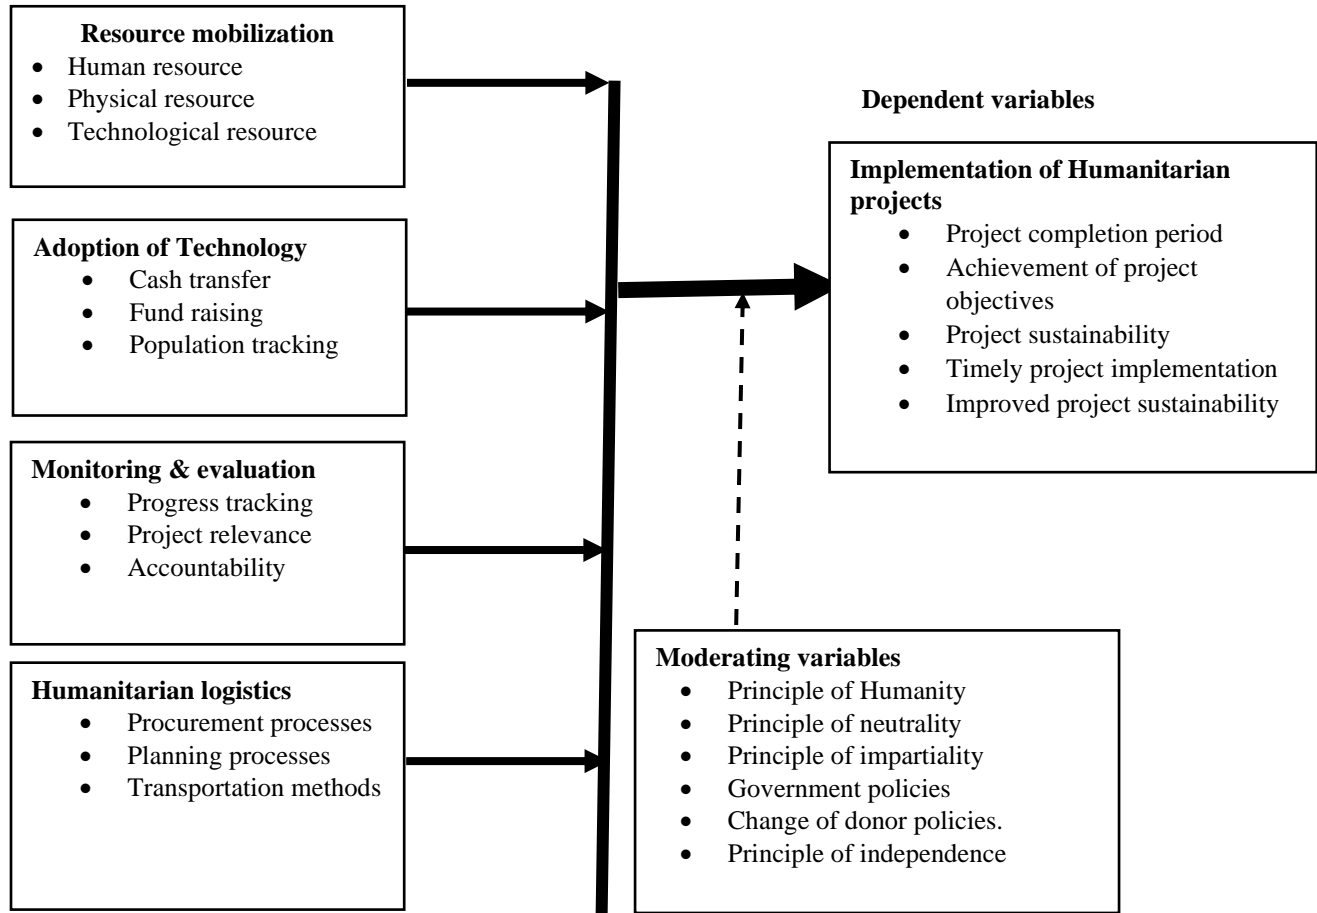 Resource mobilization
• Human resource
• Physical resource
• Technological resource
Adoption of Technology
• Cash transfer
• Fund raising
• Population tracking
Monitoring & evaluation
• Progress tracking
• Project relevance
• Accountability
Humanitarian logistics
• Procurement processes
• Planning processes
• Transportation methods
Dependent variables
Implementation of Humanitarian
projects
• Project completion period
• Achievement of project
objectives
• Project sustainability
• Timely project implementation
• Improved project sustainability
Moderating variables
• Principle of Humanity
• Principle of neutrality
• Principle of impartiality
• Government policies
• Change of donor policies.
• Principle of independence